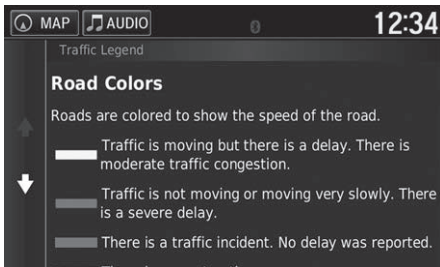 MAP AUDIO 12:34
Traffic Legend
Road Colors
Roads are colored to show the speed of the road.
Traffic is moving but there is a delay. There is
moderate traffic congestion.
Traffic is not moving or moving very slowly. There
is a severe delay.
There is a traffic incident. No delay was reported.